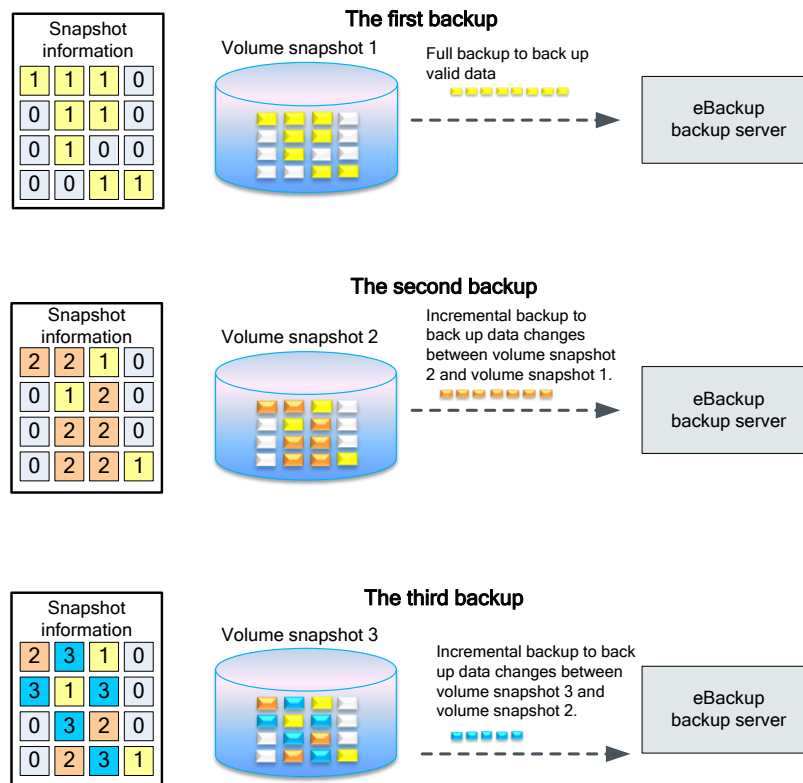 The first backup
Snapshot
information
1 1 1 0
0 1 1 0
0 1 0 0
0 0 1 1
Volume snapshot 1
Full backup to back up
valid data
eBackup
backup server
The second backup
Snapshot
information
2 2 1 0
0 1 2 0
0 2 2 0
0 2 2 1
Volume snapshot 2
Incremental backup to
back up data changes
between volume snapshot
2 and volume snapshot 1.
eBackup
backup server
The third backup
Snapshot
information
2 3 1 0
3 1 3 0
0 3 2 0
0 2 3 1
Volume snapshot 3
Incremental backup to back
up data changes between
volume snapshot 3 and
volume snapshot 2.
eBackup
backup server